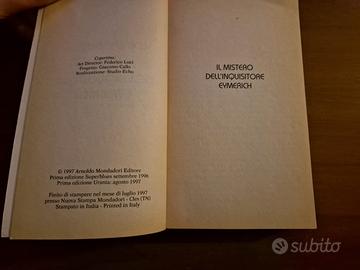 Copertina:
Art Director: Federico Luci
Progetto: Giacomo Callo
Realizzazione: Studio Echo
© 1997 Arnoldo Mondadori Editore
Prima edizione Superblues settembre 1996
Prima edizione Urania: agosto 1997
Finito di stampare nel mese di luglio 1997
presso Nuova Stampa Mondadori - Cles (TN)
Stampato in Italia - Printed in Italy
IL MISTERO
DELL'INQUISITORE
EYMERICH
subito